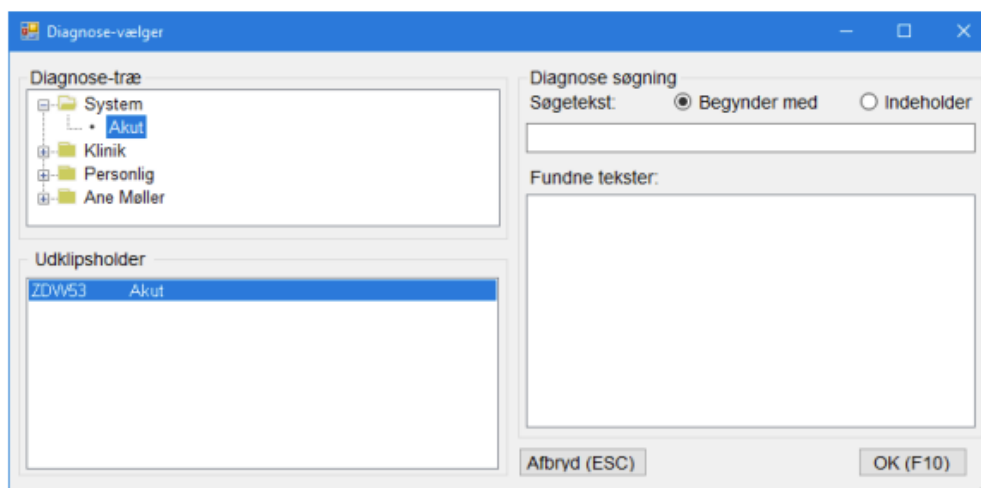 Diagnose-vælger
Diagnose-træ
System
Akut
Klinik
Personlig
Ane Møller
Udklipsholder
ZDW53 Akut
Diagnose søgning
Søgetekst: Begynder med Indeholder
Fundne tekster:
Afbryd (ESC) OK (F10)